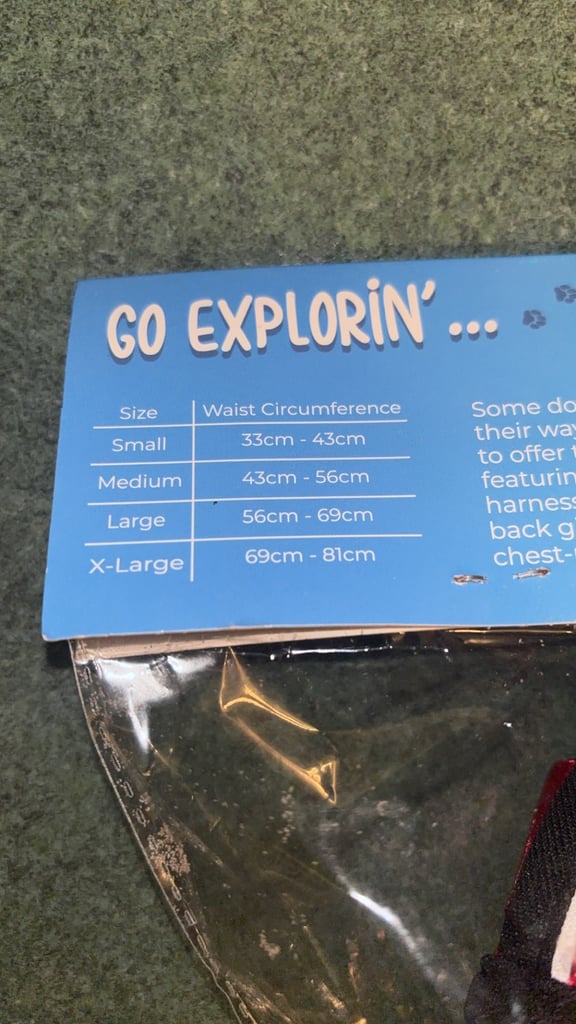 GO EXPLORIN'...
Size Waist Circumference
Small 33cm - 43cm
Medium 43cm - 56cm
Large 56cm - 69cm
X-Large 69cm - 81cm
Some do
their way
to offer
featurin
harness
back g
chest-